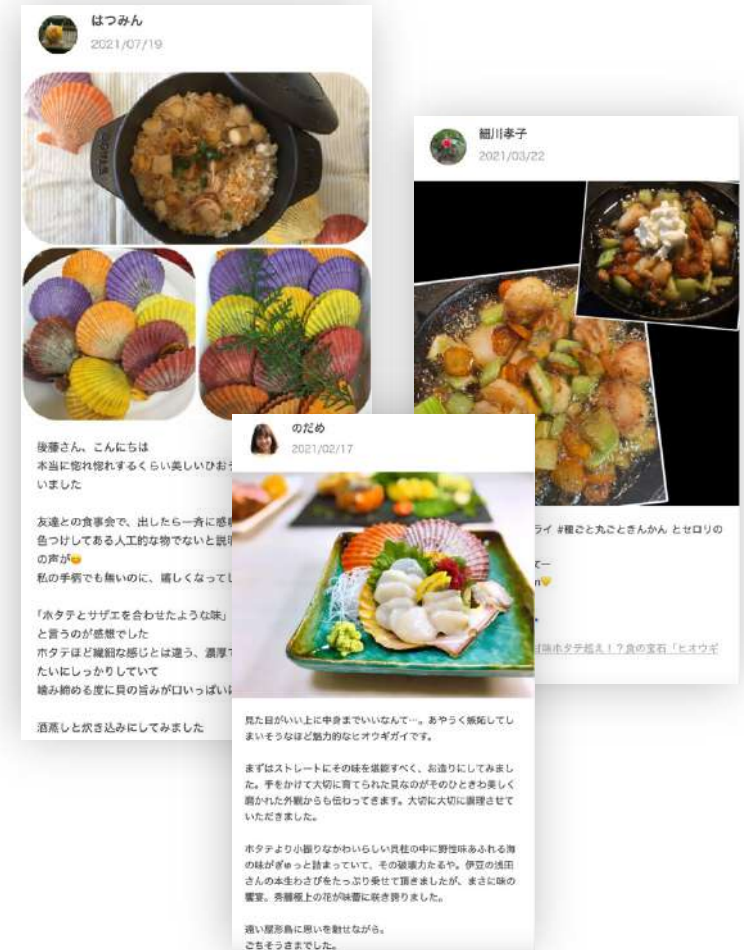 はつみん
2021/07/19
後藤さん、こんにちは
本当に惚れ惚れするくらい美しいひおう
いました
友達との食事会で、出したら一斉に感
色つけしてある人工的な物でないと説
の声が😊
私の手柄でも無いのに、嬉しくなってし
「ホタテとサザエを合わせたような味」
と言うのが感想でした
ホタテほど繊細な感じとは違う、濃厚で
たいにしっかりしていて
噛み締める度に貝の旨みが口いっぱいに
酒蒸しと炊き込みにしてみました
細川孝子
2021/03/22
ライ #種ごと丸ごときんかん とセロリの
甘味ホタテ越え!?食の宝石「ヒオウギ
のだめ
2021/02/17
見た目がいい上に中身までいいなんて…。あやうく嫉妬してし
まいそうなほど魅力的なヒオウギガイです。
まずはストレートにその味を堪能すべく、お造りにしてみまし
た。手をかけて大切に育てられた貝なのがそのひときわ美しく
磨かれた外観からも伝わってきます。大切に大切に調理させて
いただきました。
ホタテより小振りなかわいらしい貝柱の中に野性味あふれる海
の味がぎゅっと詰まっていて、その破壊力たるや。伊豆の浅田
さんの本生わさびをたっぷり乗せて頂きましたが、まさに味の
饗宴。秀麗極上の花が味蕾に咲き誇りました。
遠い屋形島に思いを馳せながら。
ごちそうさまでした。